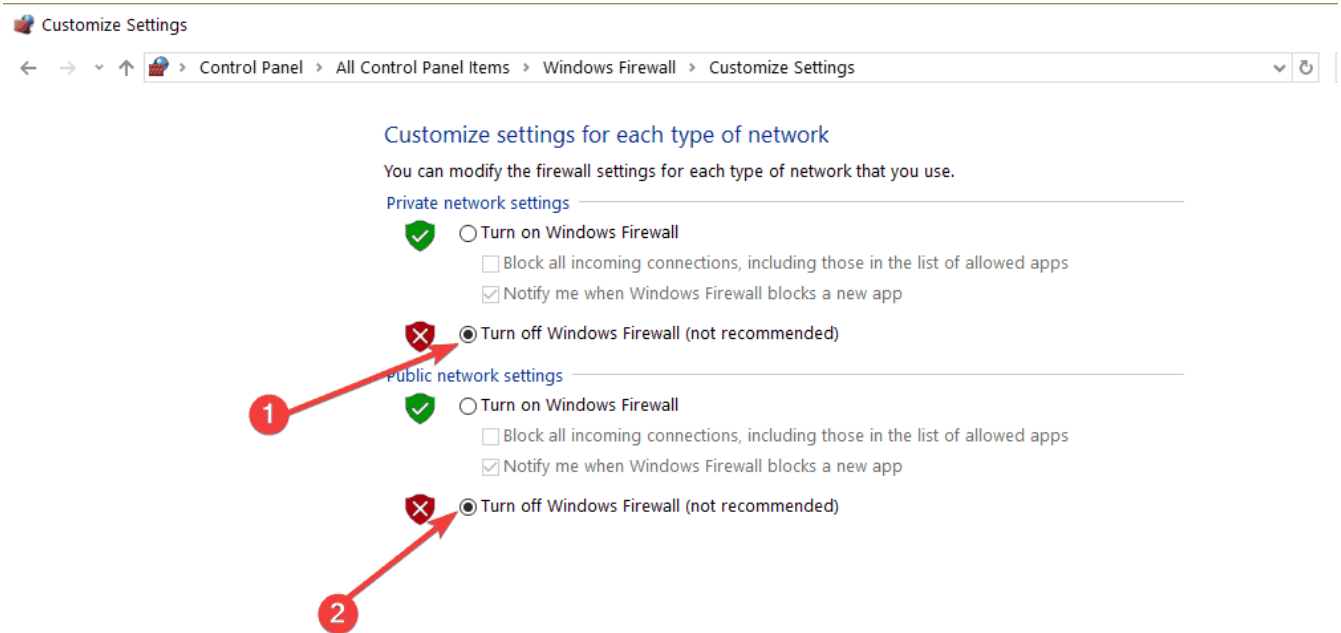 Customize Settings
Control Panel > All Control Panel Items > Windows Firewall > Customize Settings
Customize settings for each type of network
You can modify the firewall settings for each type of network that you use.
Private network settings
Turn on Windows Firewall
Block all incoming connections, including those in the list of allowed apps
Notify me when Windows Firewall blocks a new app
Turn off Windows Firewall (not recommended)
1
Public network settings
Turn on Windows Firewall
Block all incoming connections, including those in the list of allowed apps
Notify me when Windows Firewall blocks a new app
Turn off Windows Firewall (not recommended)
2